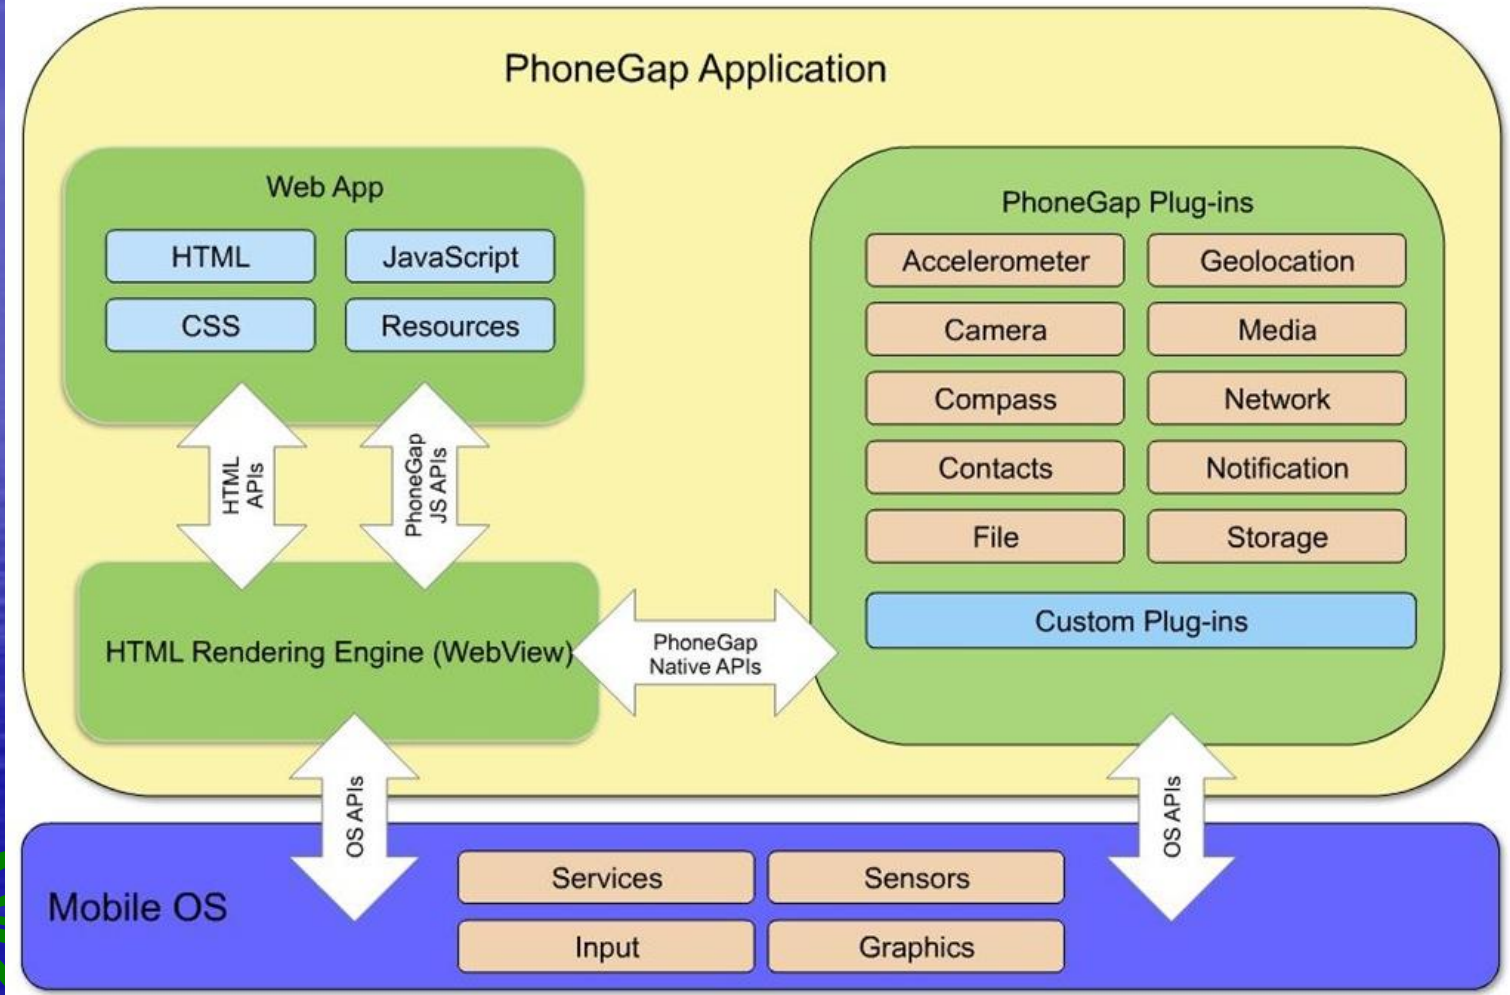 PhoneGap Application
Web App
HTML
JavaScript
CSS
Resources
HTML
APIs
PhoneGap
JS APIs
HTML Rendering Engine (WebView)
PhoneGap
Native APIs
PhoneGap Plug-ins
Accelerometer
Geolocation
Camera
Media
Compass
Network
Contacts
Notification
File
Storage
Custom Plug-ins
OS APIs
OS APIs
Mobile OS
Services
Sensors
Input
Graphics